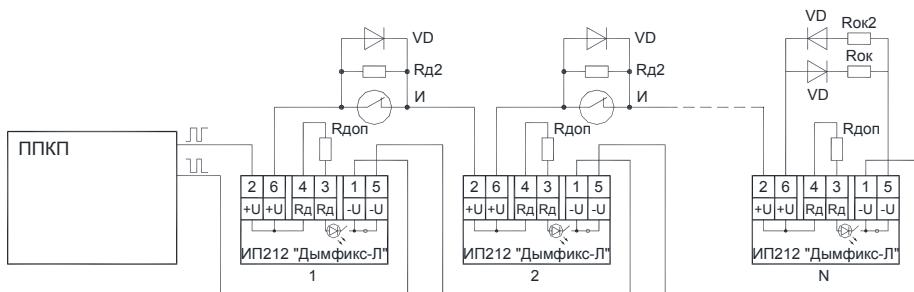 VD VD VD Rок2
Rд2 Rд2 Rок
И И VD
Rдоп Rдоп Rдоп
ППКП
2 6 4 3 1 5 2 6 4 3 1 5 2 6 4 3 1 5
+U +U Rд Rд -U -U +U +U Rд Rд -U -U +U +U Rд Rд -U -U
ИП212 "Дымфикс-Л" ИП212 "Дымфикс-Л" ИП212 "Дымфикс-Л"
1 2 N